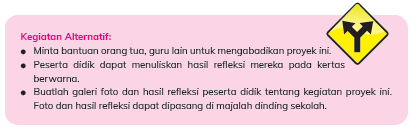 Kegiatan Alternatif:
● Minta bantuan orang tua, guru lain untuk mengabadikan proyek ini.
● Peserta didik dapat menuliskan hasil refleksi mereka pada kertas
berwarna.
● Buatlah galeri foto dan hasil refleksi peserta didik tentang kegiatan proyek ini.
Foto dan hasil refleksi dapat dipasang di majalah dinding sekolah.